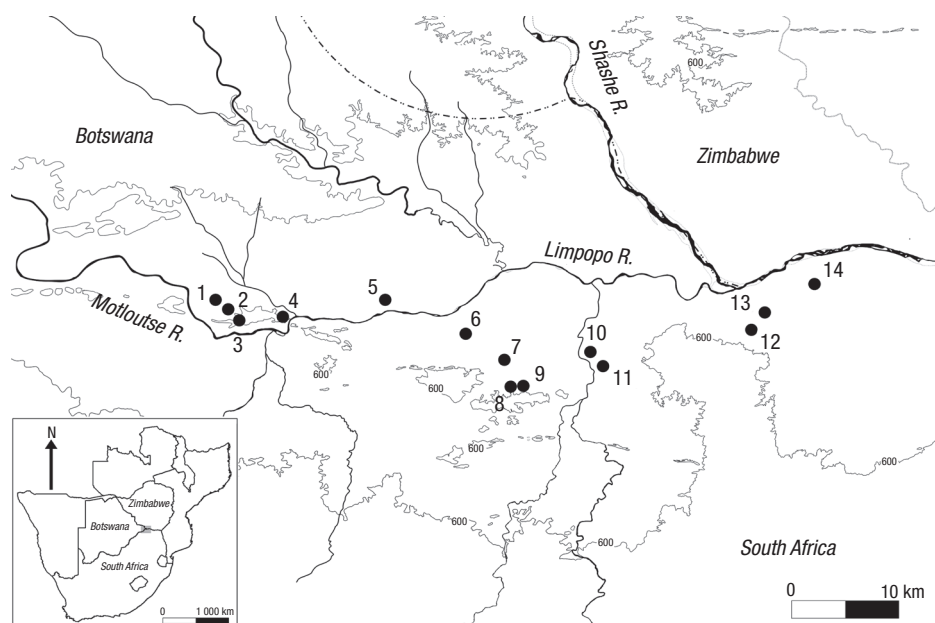 600
Shashe R.
Botswana
Zimbabwe
Limpopo R.
14
5
13
1
2
4
Motloutse R.
3
6
12
10
7
600
11
600
9
8
600
600
600
N
Zimbabwe
Botswana
600
600
South Africa
South Africa
0 10 km
0 1 000 km